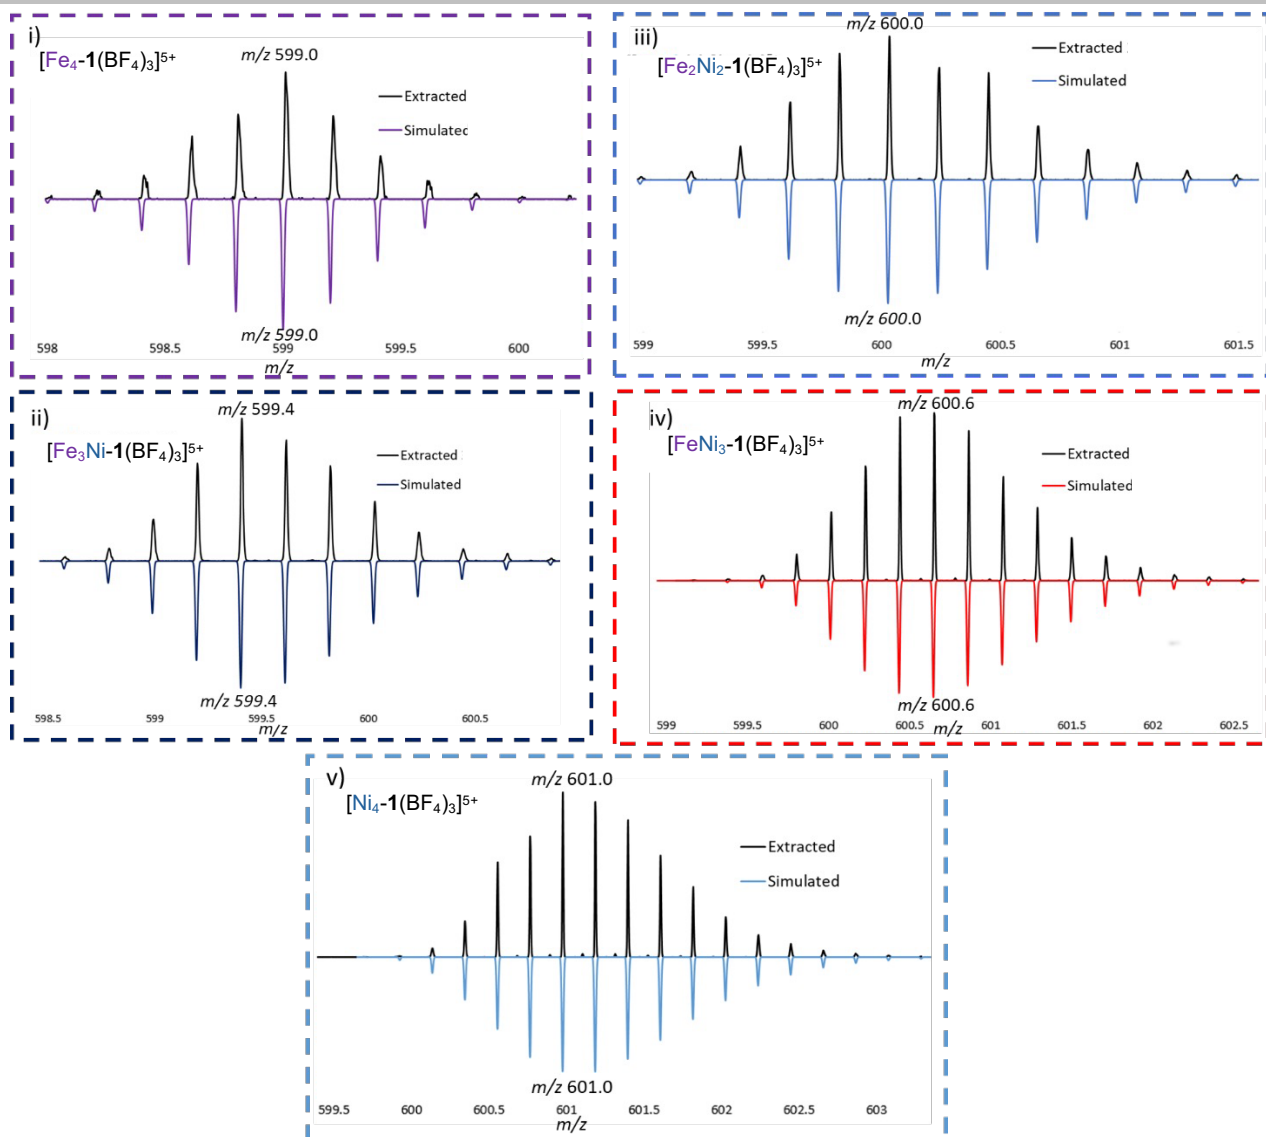 i)
[Fe₄-1(BF₄)₃]⁵⁺
m/z 599.0
Extracted
Simulated
m/z 599.0
598 598.5 599 599.5 600
m/z
iii)
[Fe₂Ni₂-1(BF₄)₃]⁵⁺
m/z 600.0
Extracted
Simulated
m/z 600.0
599 599.5 600 600.5 601 601.5
m/z
ii)
[Fe₃Ni-1(BF₄)₃]⁵⁺
m/z 599.4
Extracted
Simulated
m/z 599.4
598.5 599 599.5 600 600.5
m/z
iv)
[FeNi₃-1(BF₄)₃]⁵⁺
m/z 600.6
Extracted
Simulated
m/z 600.6
599 599.5 600 600.5 601 601.5 602 602.5
m/z
v)
[Ni₄-1(BF₄)₃]⁵⁺
m/z 601.0
Extracted
Simulated
m/z 601.0
599.5 600 600.5 601 601.5 602 602.5 603
m/z